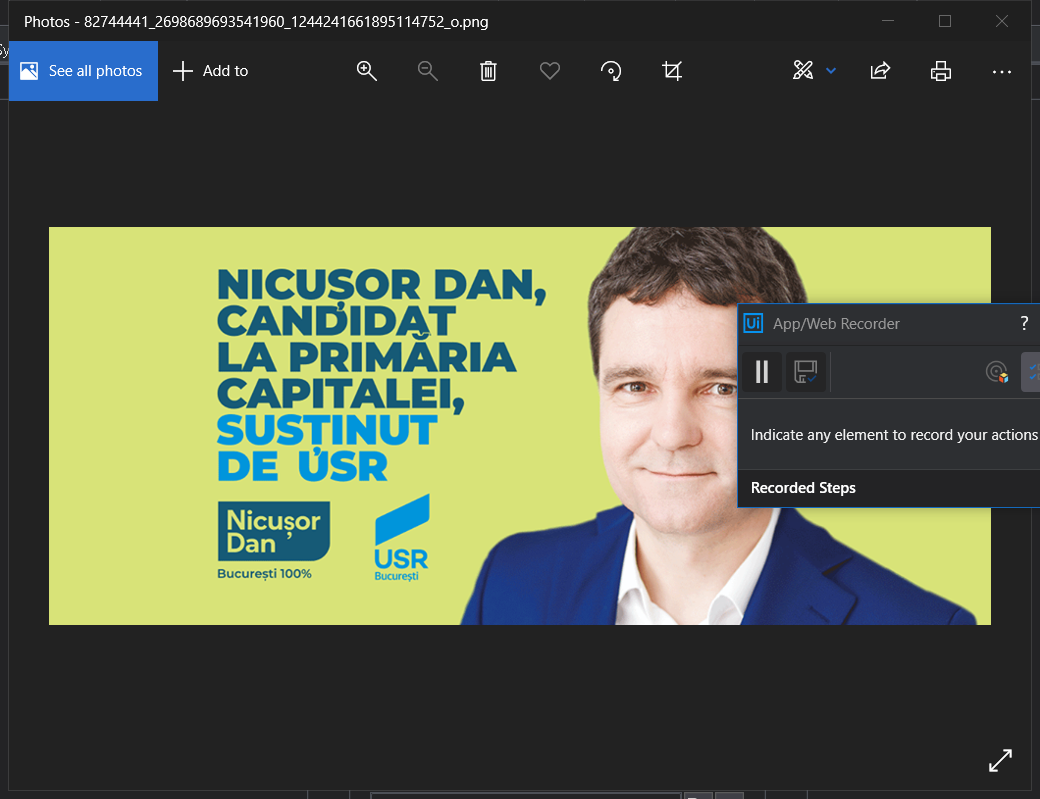 Photos - 82744441_2698689693541960_1244241661895114752_o.png
See all photos
Add to
NICUȘOR DAN,
CANDIDAT
LA PRIMĂRIA
CAPITALEI,
SUSȚINUT
DE USR
Nicușor
Dan
București 100%
USR
București
Ui App/Web Recorder ?
Indicate any element to record your actions
Recorded Steps